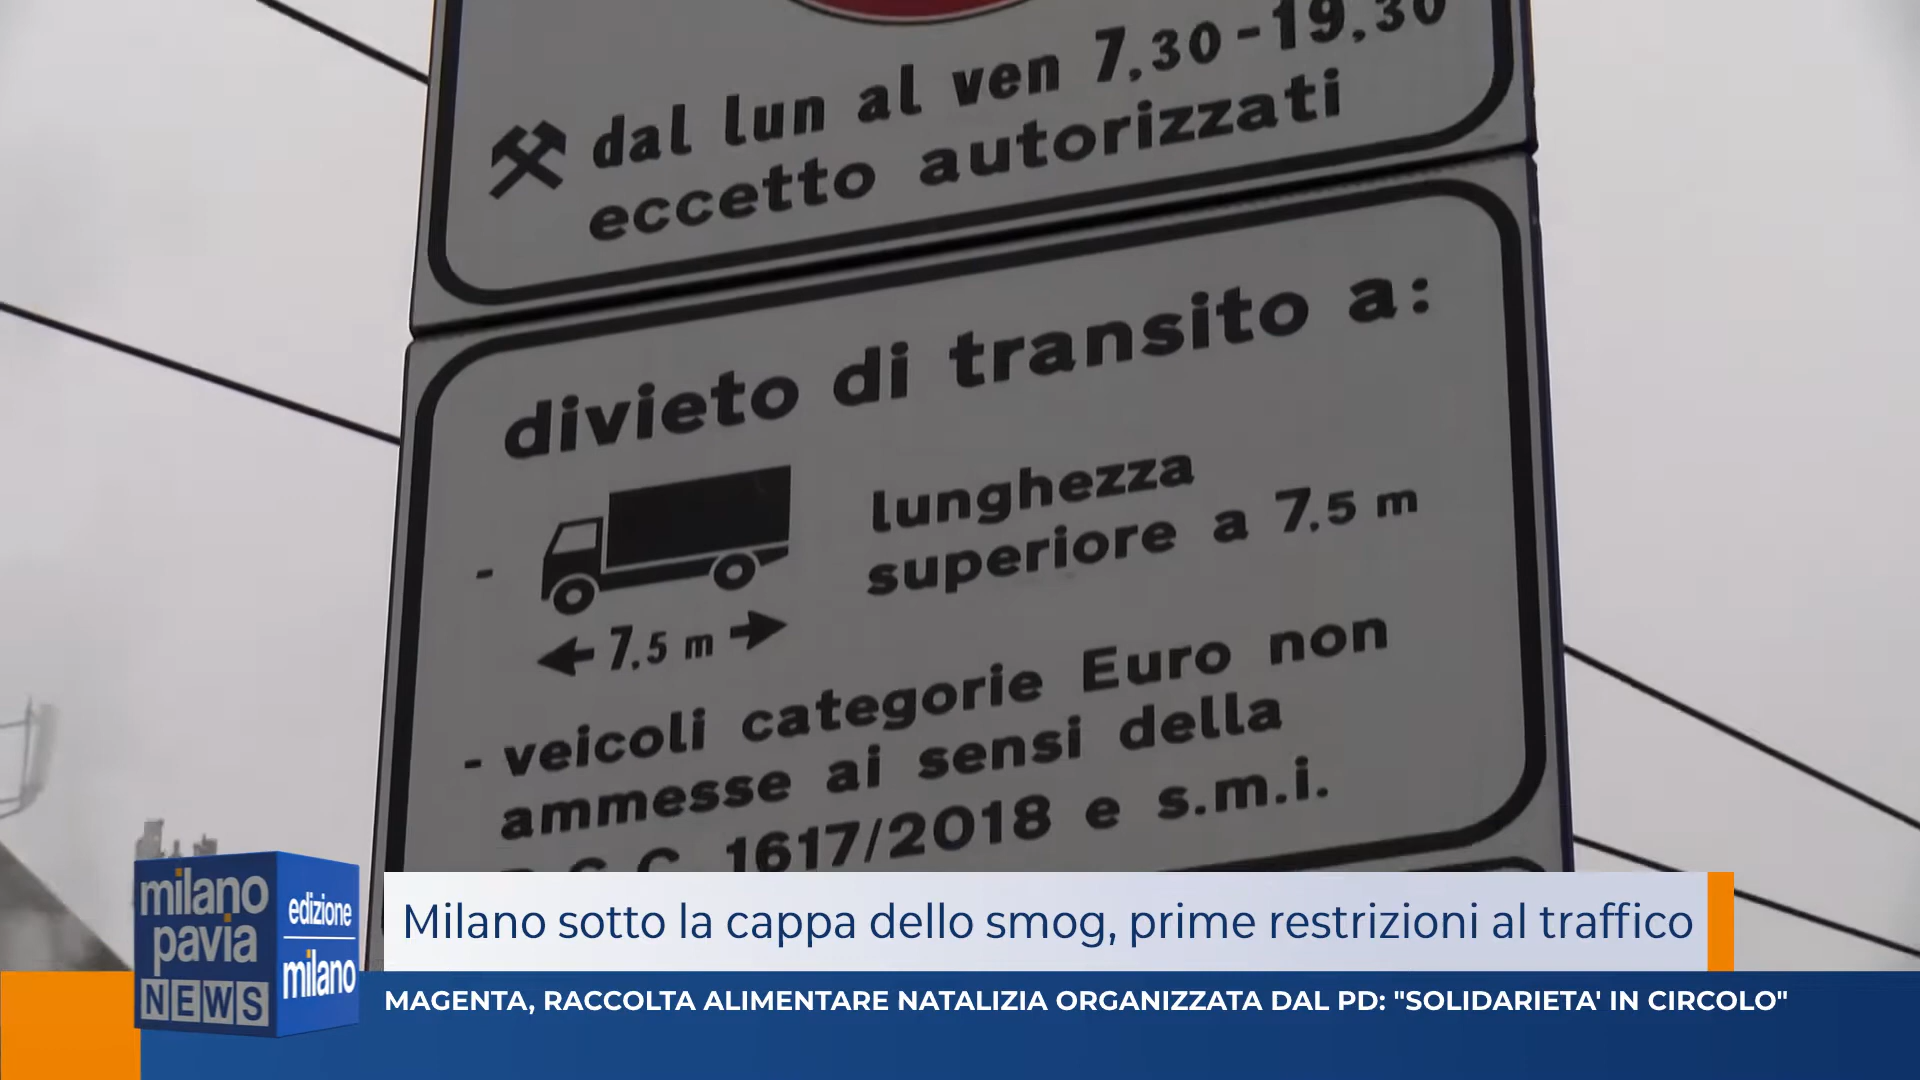 dal lun al ven 7.30-19.30
eccetto autorizzati
divieto di transito a:
- lunghezza
superiore a 7.5 m
7.5 m
- veicoli categorie Euro non
ammesse ai sensi della
1617/2018 e s.m.i.
Milano sotto la cappa dello smog, prime restrizioni al traffico
milano
pavia
NEWS
edizione
milano
MAGENTA, RACCOLTA ALIMENTARE NATALIZIA ORGANIZZATA DAL PD: "SOLIDARIETA' IN CIRCOLO"